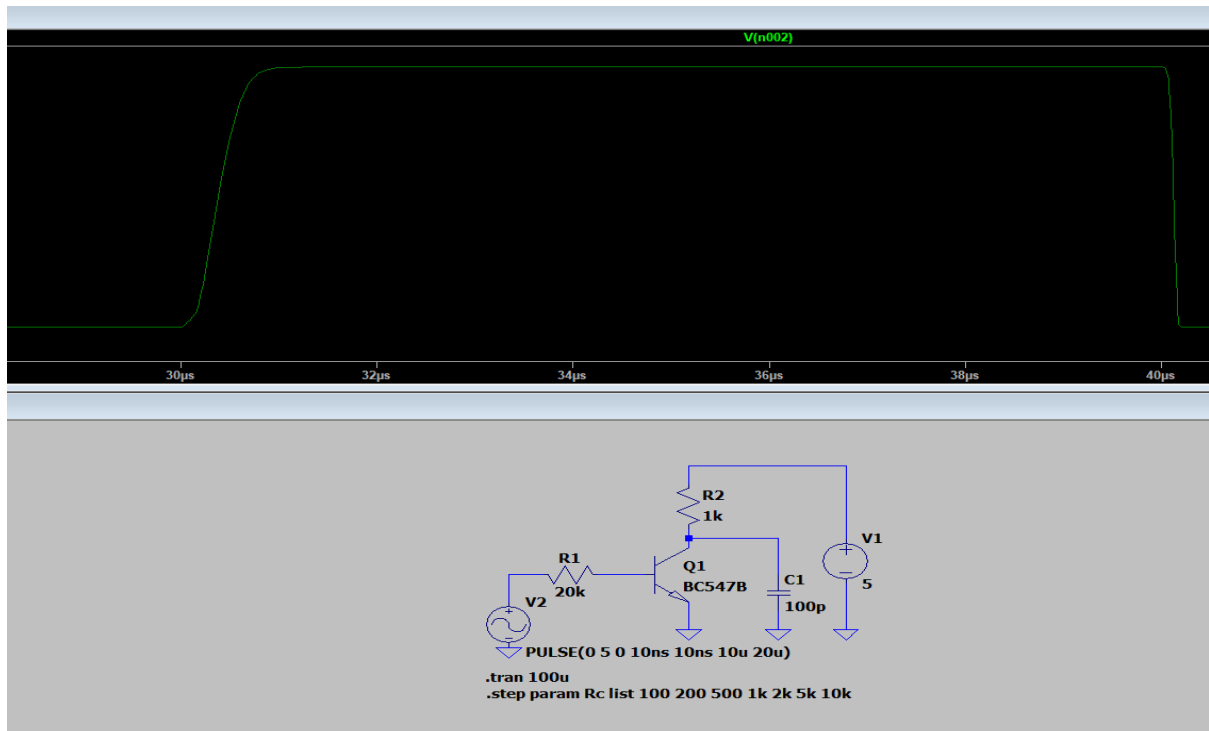 V(n002)
30µs 32µs 34µs 36µs 38µs 40µs
R2
1k
V1
5
R1
20k
Q1
BC547B
C1
100p
V2
PULSE(0 5 0 10ns 10ns 10u 20u)
.tran 100u
.step param Rc list 100 200 500 1k 2k 5k 10k